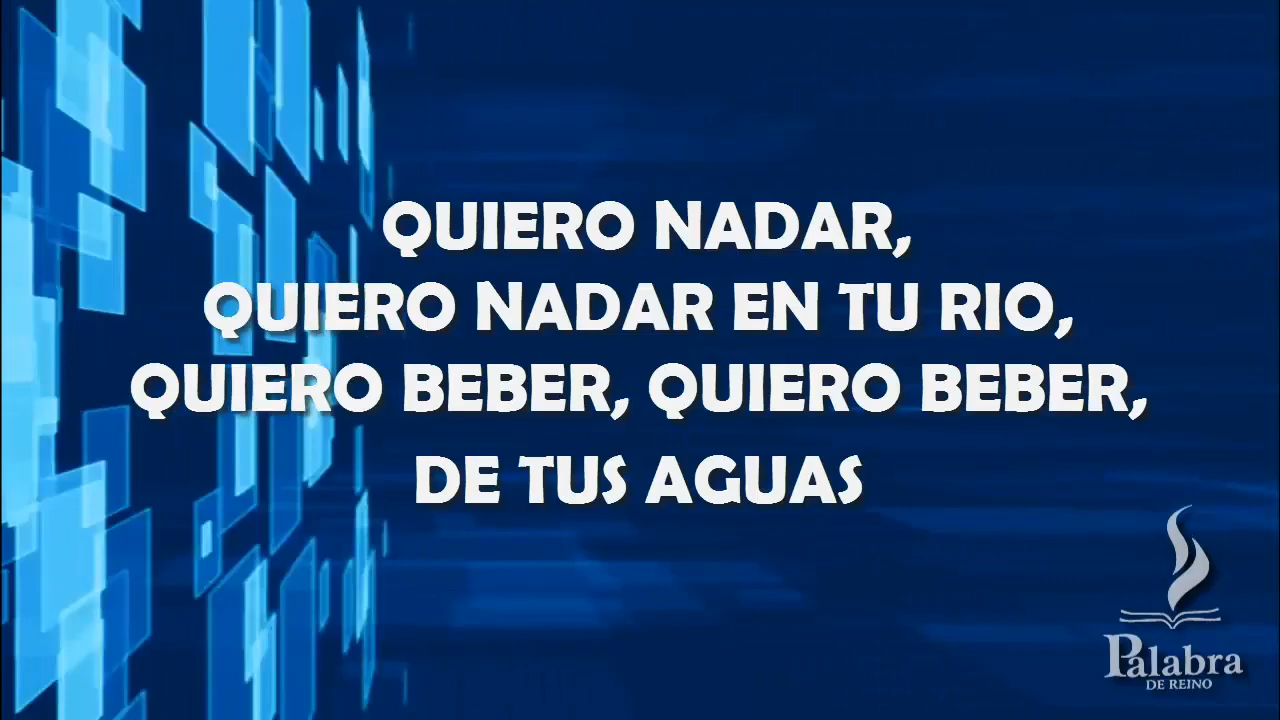 QUIERO NADAR,
QUIERO NADAR EN TU RIO,
QUIERO BEBER, QUIERO BEBER,
DE TUS AGUAS
Palabra
DE REINO